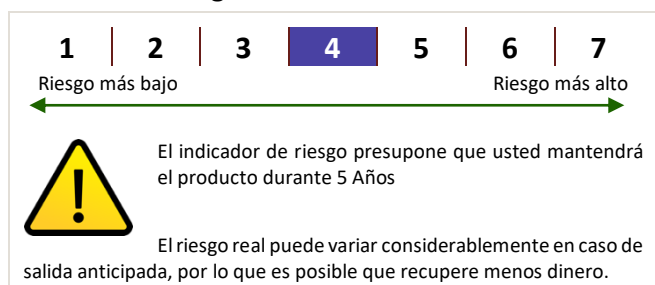 1 2 3 4 5 6 7
Riesgo más bajo Riesgo más alto
El indicador de riesgo presupone que usted mantendrá
el producto durante 5 Años
El riesgo real puede variar considerablemente en caso de
salida anticipada, por lo que es posible que recupere menos dinero.